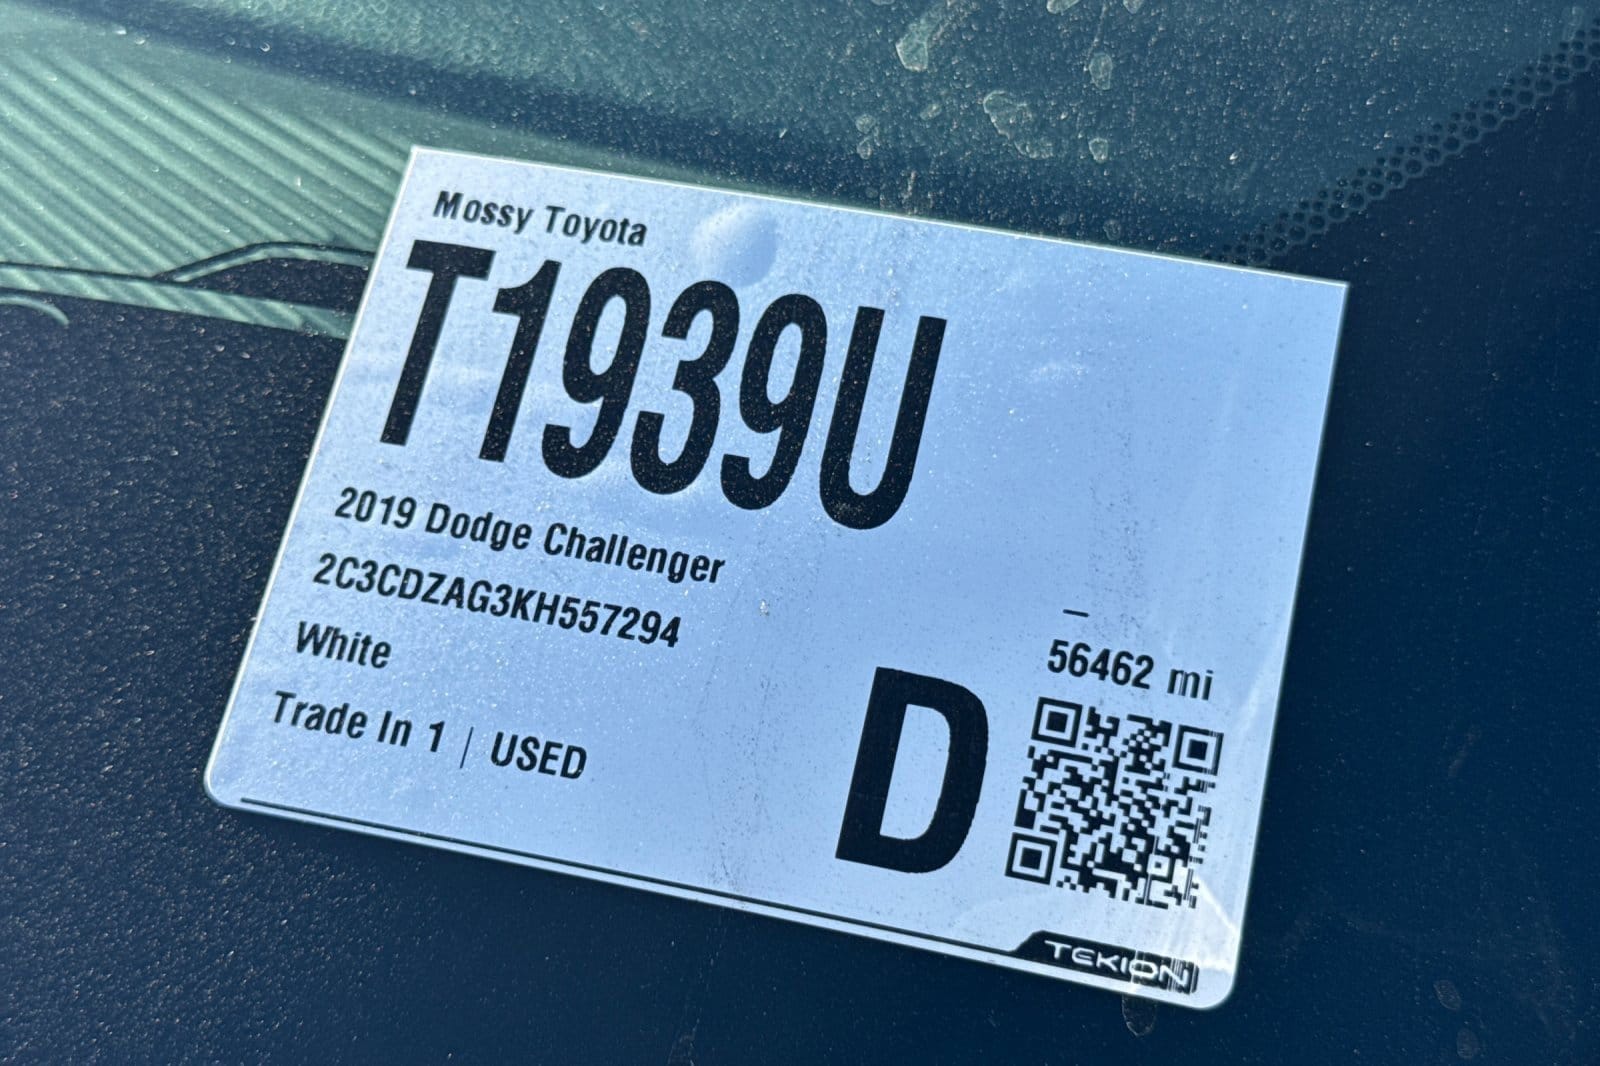 Mossy Toyota
T1939U
2019 Dodge Challenger
2C3CDZAG3KH557294
White
Trade In 1 | USED
–
56462 mi
D
TEKION